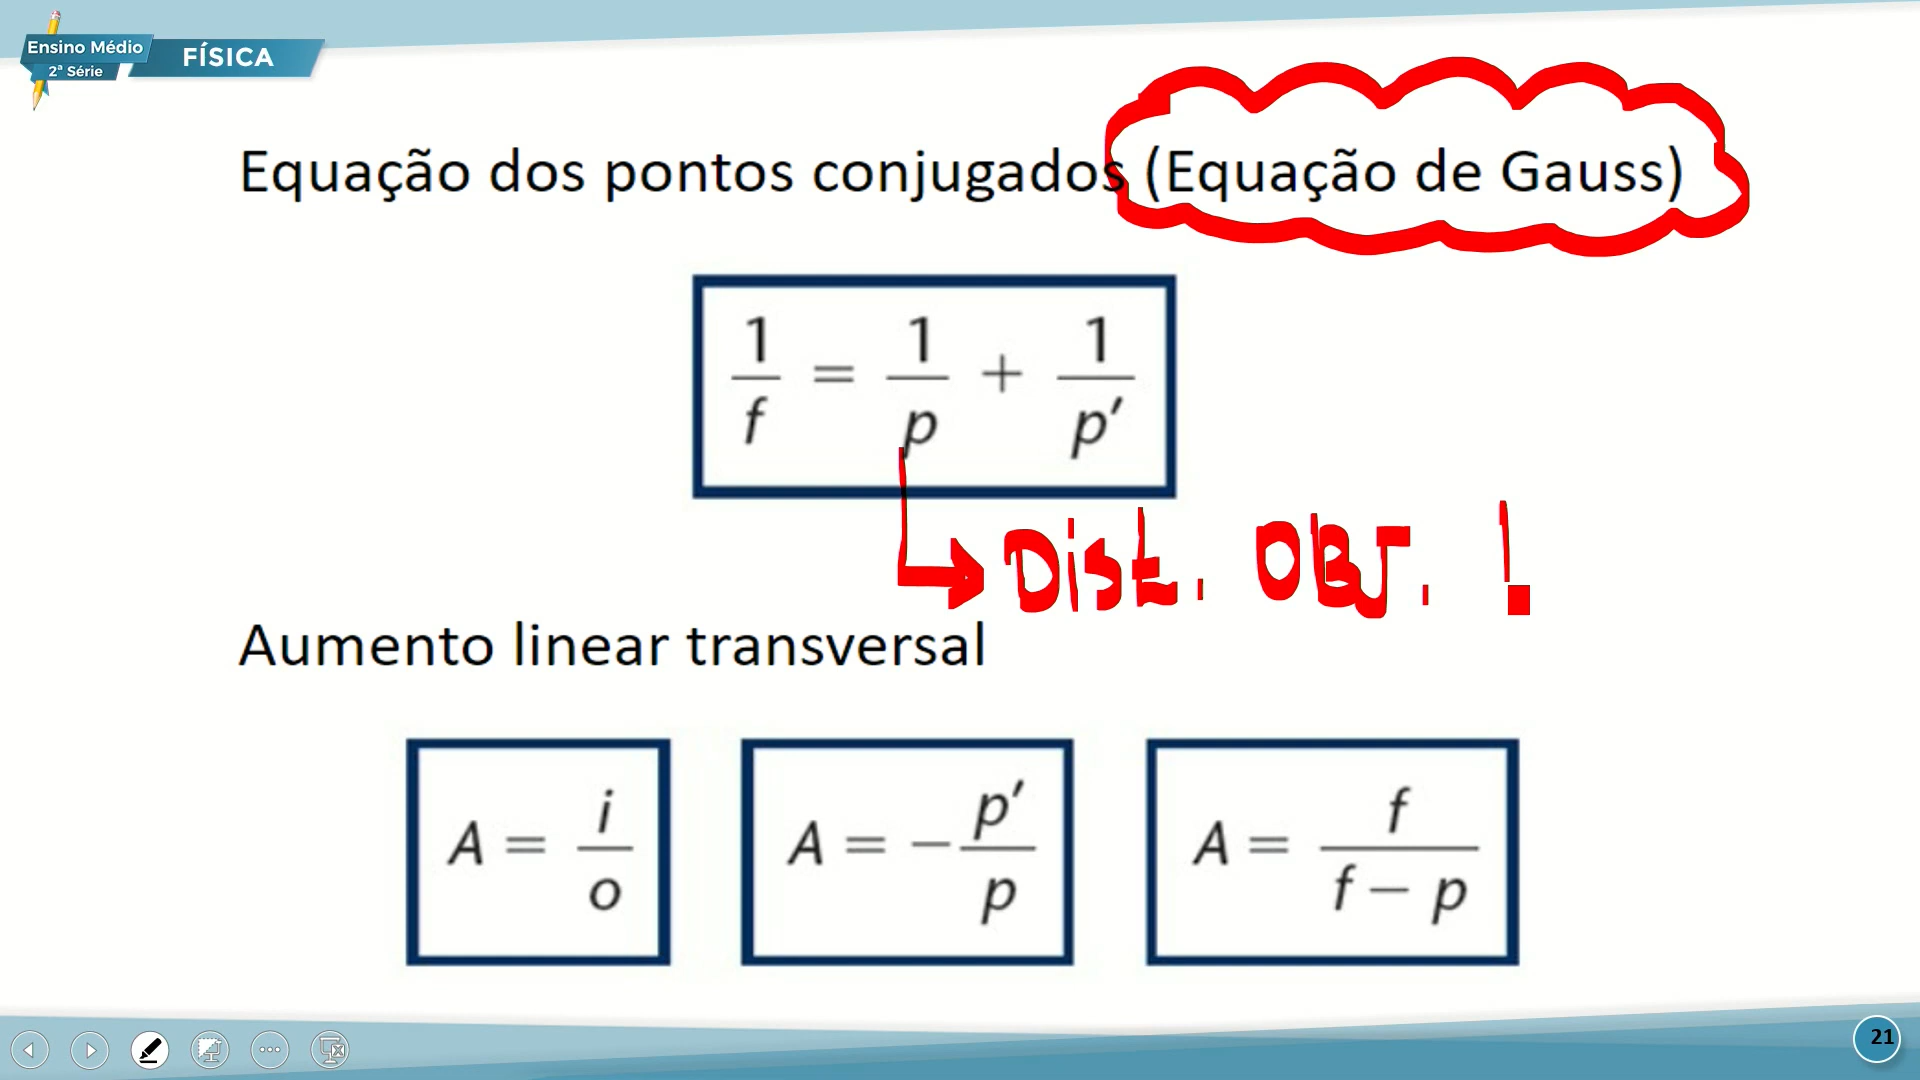 Ensino Médio
2ª Série
FÍSICA
Equação dos pontos conjugados (Equação de Gauss)
1/f = 1/p + 1/p′
Dist. OBJ. !
Aumento linear transversal
A = i/o
A = −p′/p
A = f/(f − p)
21